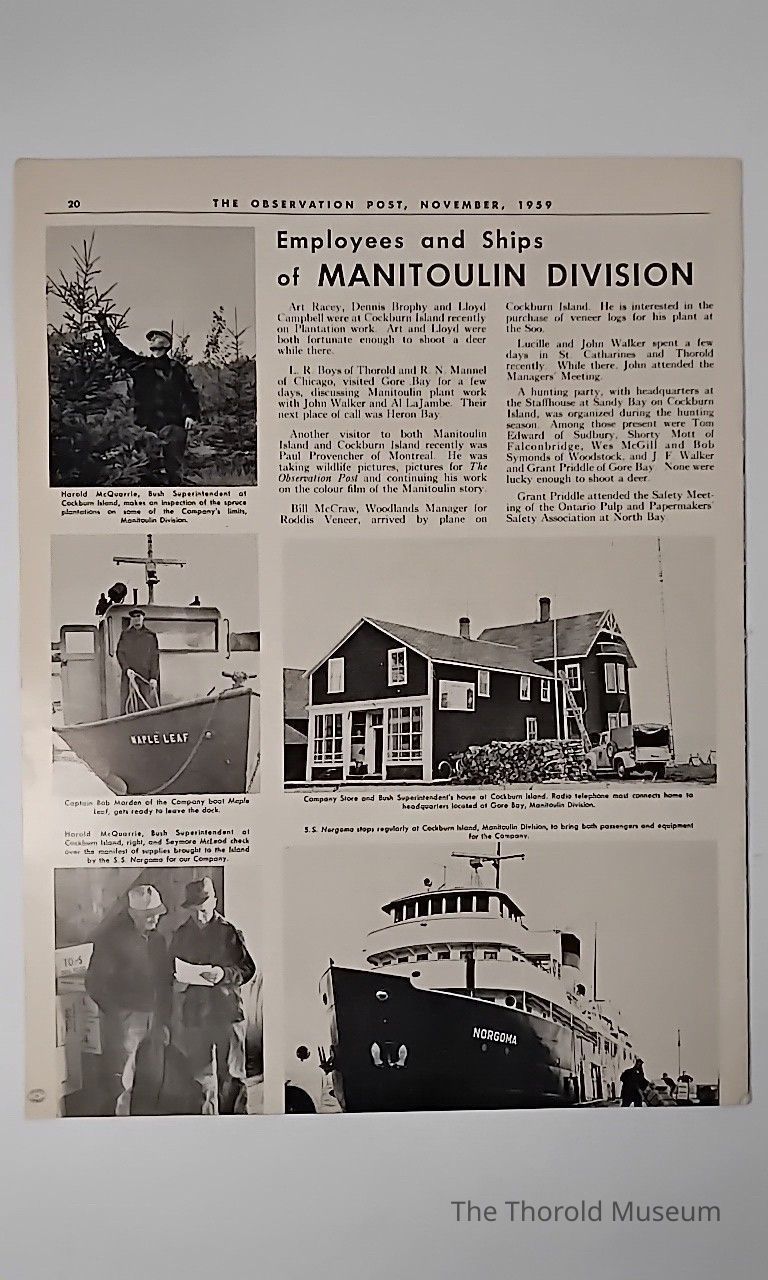 20
THE OBSERVATION POST, NOVEMBER, 1959
Employees and Ships
of MANITOULIN DIVISION
Art Racey, Dennis Brophy and Lloyd
Campbell were at Cockburn Island recently
on Plantation work. Art and Lloyd were
both fortunate enough to shoot a deer
while there.
L. R. Boys of Thorold and R. N. Mannel
of Chicago, visited Gore Bay for a few
days, discussing Manitoulin plant work
with John Walker and Al LaJambe. Their
next place of call was Heron Bay.
Another visitor to both Manitoulin
Island and Cockburn Island recently was
Paul Provencher of Montreal. He was
taking wildlife pictures, pictures for The
Observation Post and continuing his work
on the colour film of the Manitoulin story.
Bill McCraw, Woodlands Manager for
Roddis Veneer, arrived by plane on
Cockburn Island. He is interested in the
purchase of veneer logs for his plant at
the Soo.
Lucille and John Walker spent a few
days in St. Catharines and Thorold
recently. While there, John attended the
Managers' Meeting.
A hunting party, with headquarters at
the Staffhouse at Sandy Bay on Cockburn
Island, was organized during the hunting
season. Among those present were Tom
Edward of Sudbury, Shorty Mott of
Falconbridge, Wes McGill and Bob
Symonds of Woodstock, and J. F. Walker
and Grant Priddle of Gore Bay. None were
lucky enough to shoot a deer.
Grant Priddle attended the Safety Meet-
ing of the Ontario Pulp and Papermakers'
Safety Association at North Bay.
Harold McQuarrie, Bush Superintendent at
Cockburn Island, makes an inspection of the spruce
plantations on some of the Company's limits,
Manitoulin Division.
MAPLE LEAF
Captain Bob Morden of the Company boat Maple
Leaf, gets ready to leave the dock.
Company Store and Bush Superintendent's house at Cockburn Island. Radio telephone mast connects home to
headquarters located at Gore Bay, Manitoulin Division.
Harold McQuarrie, Bush Superintendent at
Cockburn Island, right, and Seymore McLeod check
over the manifest of supplies brought to the Island
by the S.S. Norgoma for our Company.
S.S. Norgoma stops regularly at Cockburn Island, Manitoulin Division, to bring both passengers and equipment
for the Company.
NORGOMA
The Thorold Museum